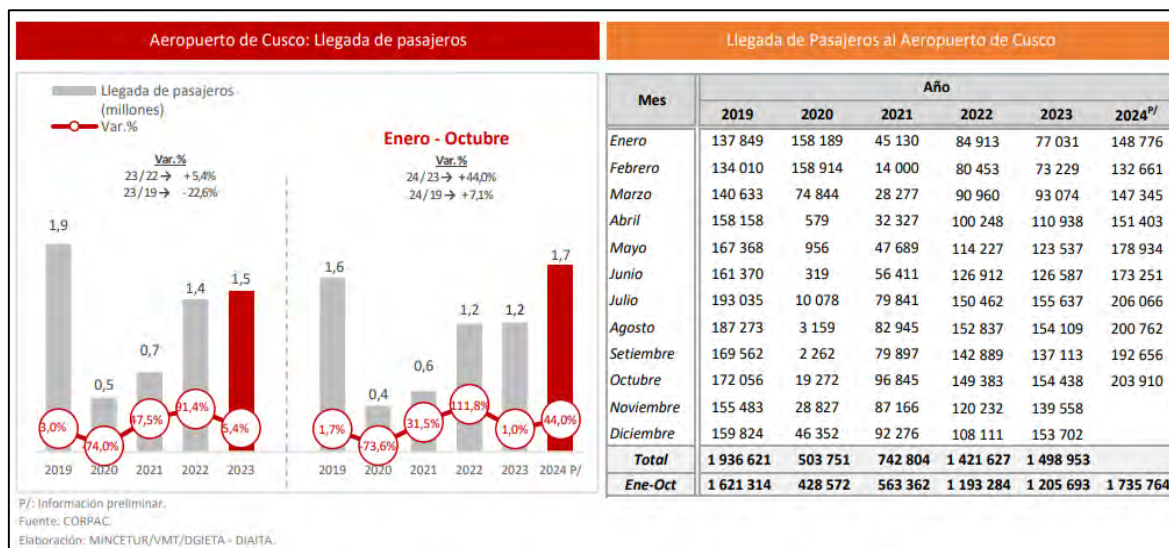 Aeropuerto de Cusco: Llegada de pasajeros
Llegada de pasajeros
(millones)
Var.%
Var.%
23/22 → +5,4%
23/19 → -22,6%
Enero - Octubre
Var.%
24/23 → +44,0%
24/19 → +7,1%
1,9 0,5 0,7 1,4 1,5
1,6 0,4 0,6 1,2 1,2 1,7
3,0% -74,0% 47,5% 91,4% 5,4%
1,7% -73,6% 31,5% 111,8% 1,0% 44,0%
2019 2020 2021 2022 2023
2019 2020 2021 2022 2023 2024 P/
P/: Información preliminar.
Fuente: CORPAC.
Elaboración: MINCETUR/VMT/DGIETA - DIAITA.
Llegada de Pasajeros al Aeropuerto de Cusco
Mes Año
2019 2020 2021 2022 2023 2024P/
Enero 137 849 158 189 45 130 84 913 77 031 148 776
Febrero 134 010 158 914 14 000 80 453 73 229 132 661
Marzo 140 633 74 844 28 277 90 960 93 074 147 345
Abril 158 158 579 32 327 100 248 110 938 151 403
Mayo 167 368 956 47 689 114 227 123 537 178 934
Junio 161 370 319 56 411 126 912 126 587 173 251
Julio 193 035 10 078 79 841 150 462 155 637 206 066
Agosto 187 273 3 159 82 945 152 837 154 109 200 762
Setiembre 169 562 2 262 79 897 142 889 137 113 192 656
Octubre 172 056 19 272 96 845 149 383 154 438 203 910
Noviembre 155 483 28 827 87 166 120 232 139 558
Diciembre 159 824 46 352 92 276 108 111 153 702
Total 1 936 621 503 751 742 804 1 421 627 1 498 953
Ene-Oct 1 621 314 428 572 563 362 1 193 284 1 205 693 1 735 764